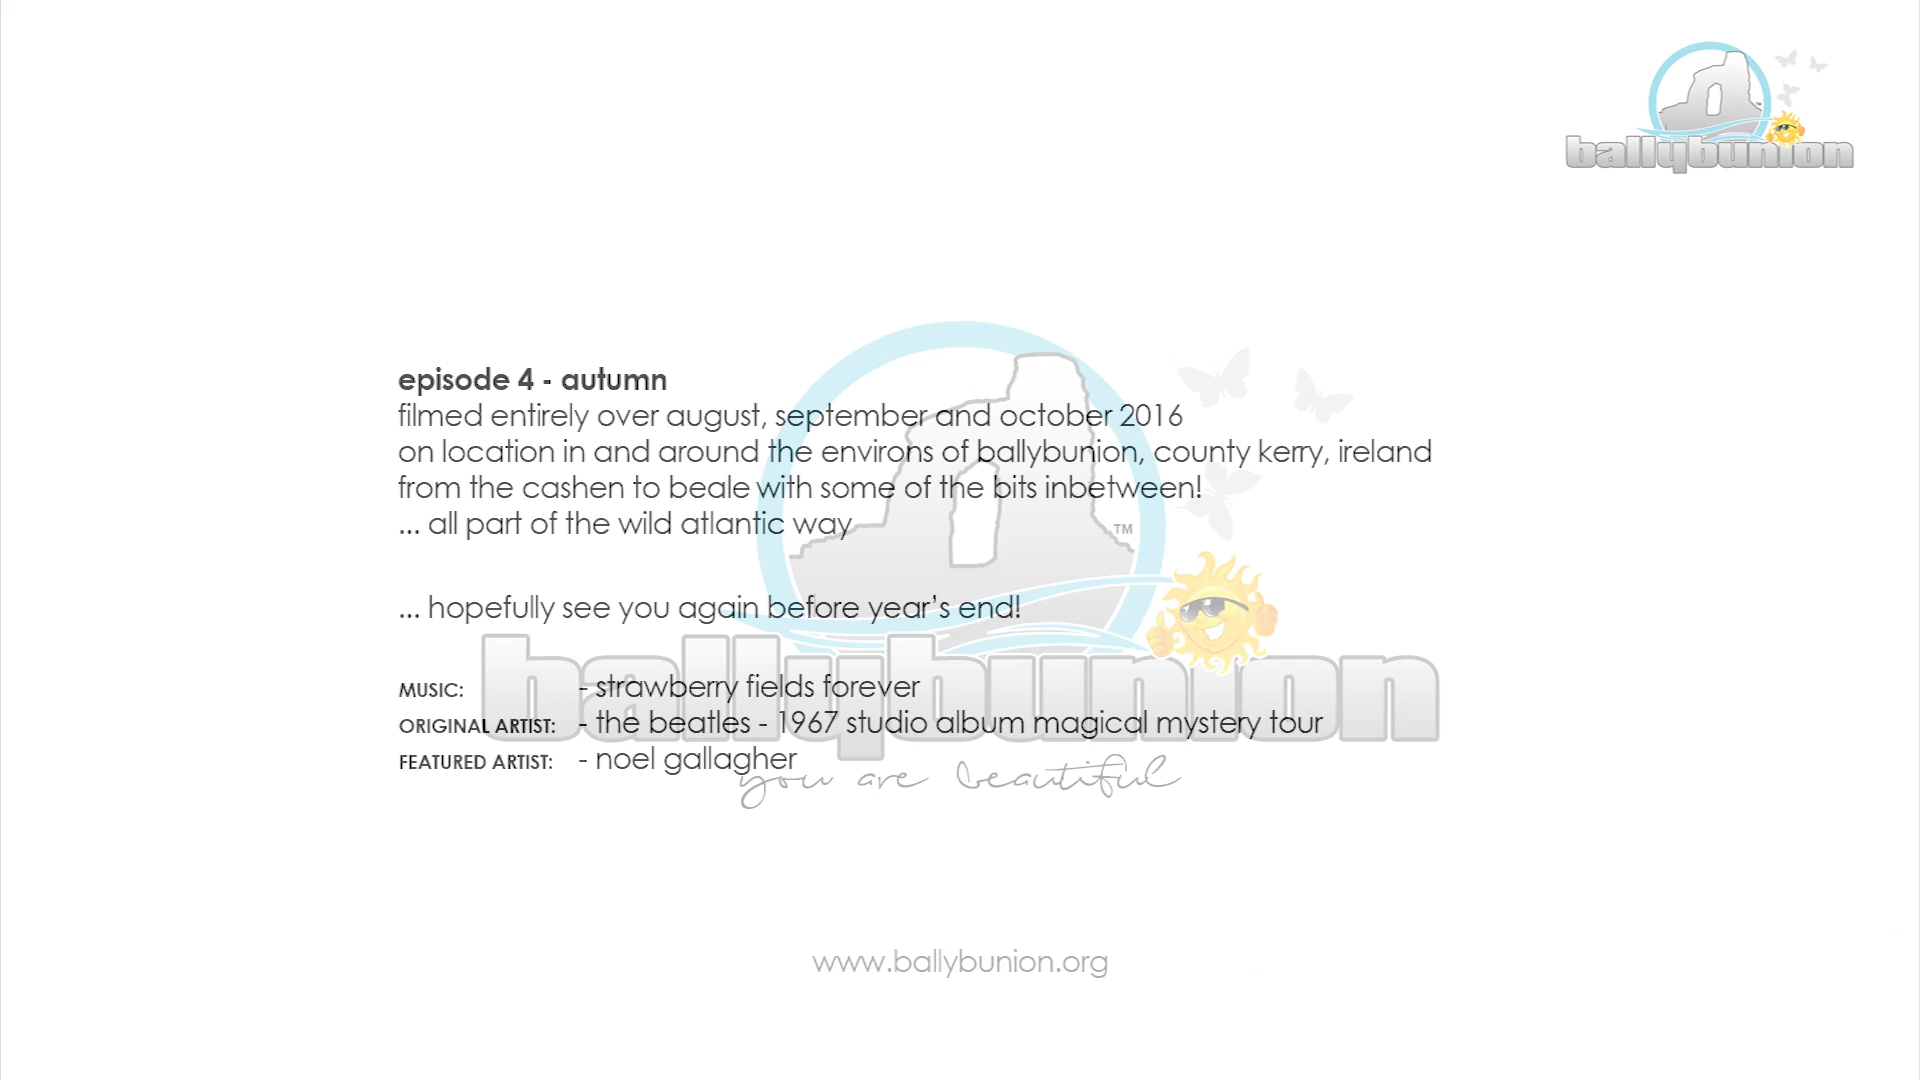 ballybunion
episode 4 - autumn
filmed entirely over august, september and october 2016
on location in and around the environs of ballybunion, county kerry, ireland
from the cashen to beale with some of the bits inbetween!
... all part of the wild atlantic way
TM
... hopefully see you again before year's end!
ballybunion
MUSIC: - strawberry fields forever
ORIGINAL ARTIST: - the beatles - 1967 studio album magical mystery tour
FEATURED ARTIST: - noel gallagher
you are beautiful
www.ballybunion.org